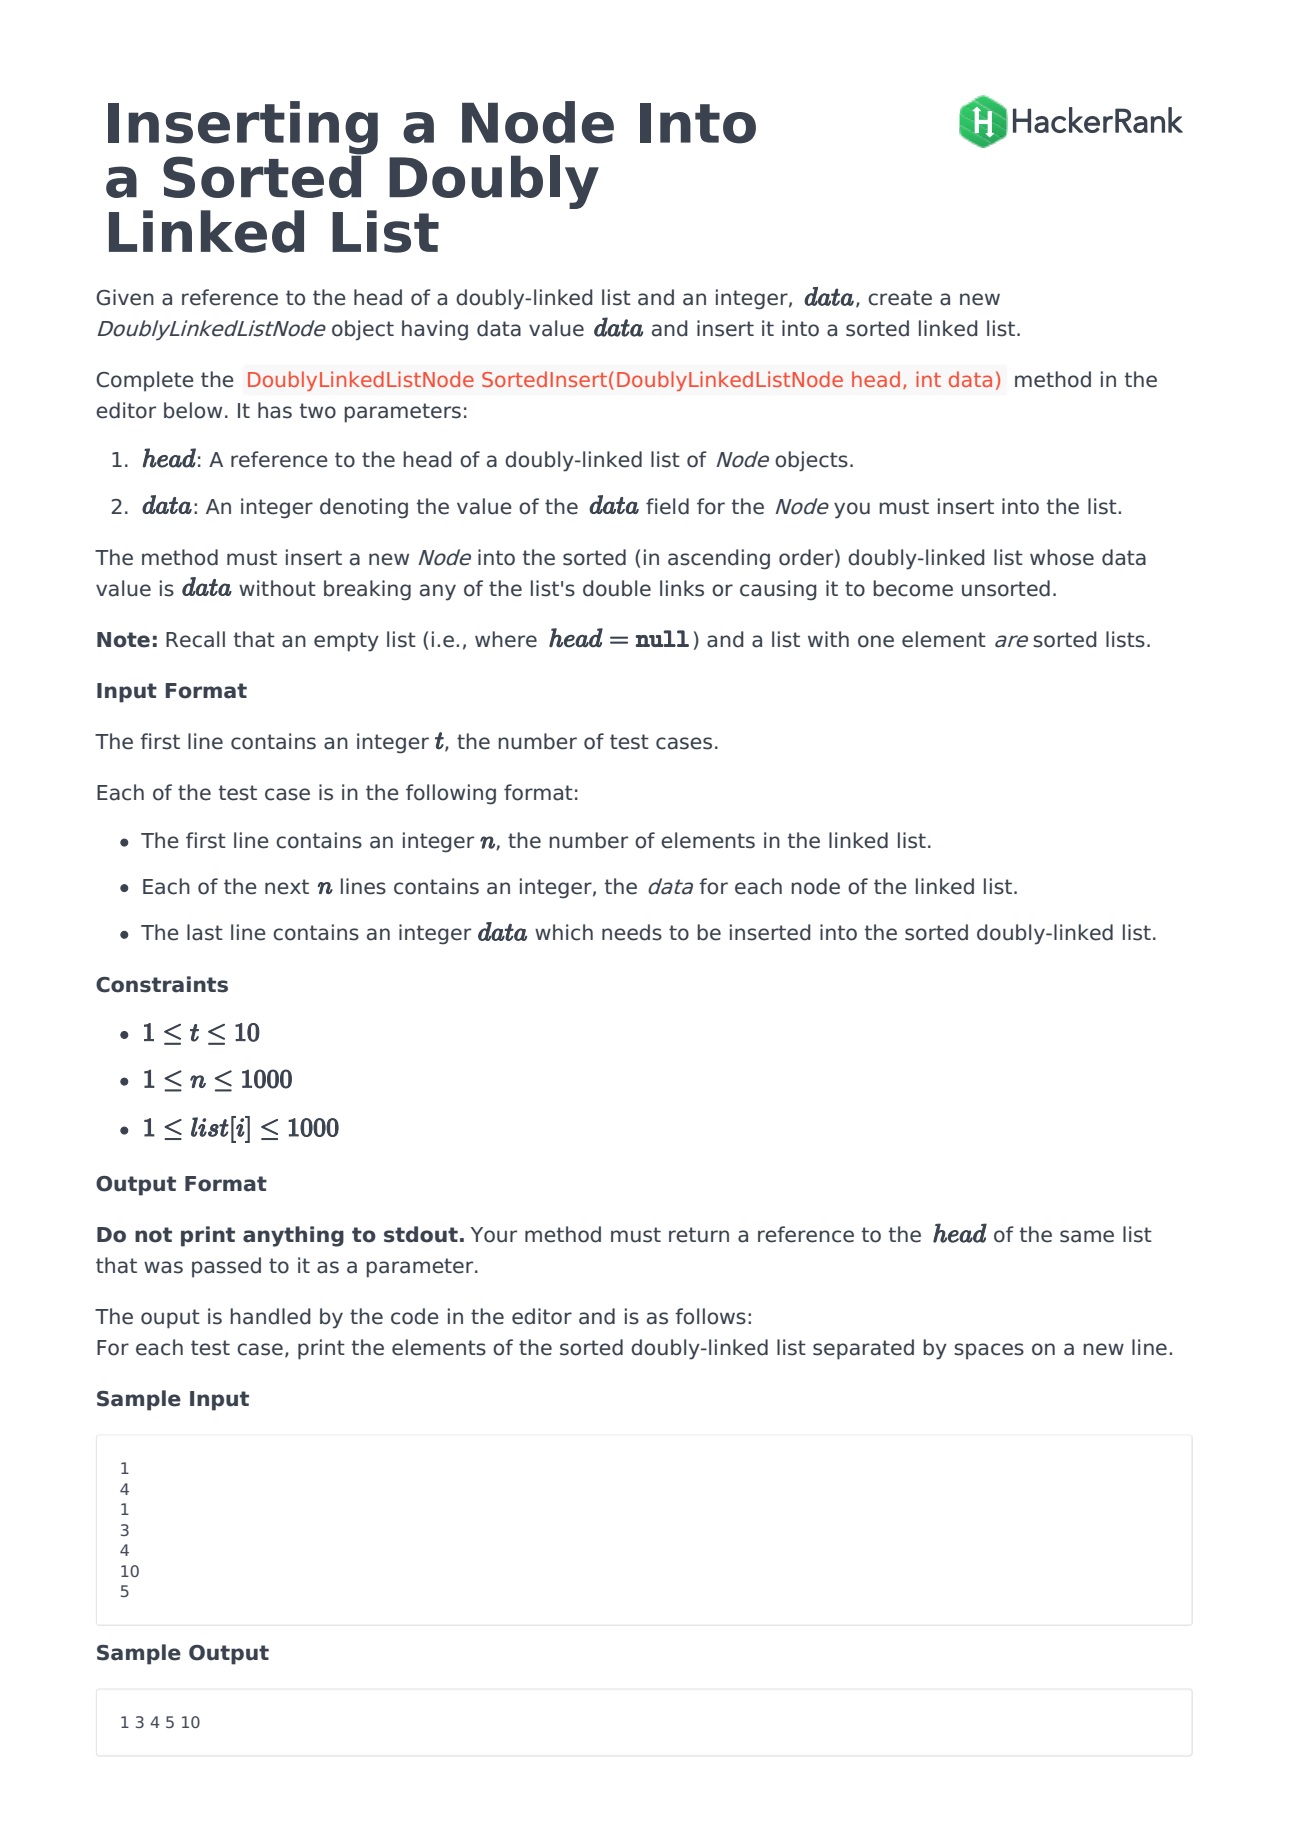 Inserting a Node Into
a Sorted Doubly
Linked List
HackerRank
Given a reference to the head of a doubly-linked list and an integer, data, create a new
DoublyLinkedListNode object having data value data and insert it into a sorted linked list.
Complete the DoublyLinkedListNode SortedInsert(DoublyLinkedListNode head, int data) method in the
editor below. It has two parameters:
1. head: A reference to the head of a doubly-linked list of Node objects.
2. data: An integer denoting the value of the data field for the Node you must insert into the list.
The method must insert a new Node into the sorted (in ascending order) doubly-linked list whose data
value is data without breaking any of the list's double links or causing it to become unsorted.
Note: Recall that an empty list (i.e., where head = null) and a list with one element are sorted lists.
Input Format
The first line contains an integer t, the number of test cases.
Each of the test case is in the following format:
• The first line contains an integer n, the number of elements in the linked list.
• Each of the next n lines contains an integer, the data for each node of the linked list.
• The last line contains an integer data which needs to be inserted into the sorted doubly-linked list.
Constraints
• 1 ≤ t ≤ 10
• 1 ≤ n ≤ 1000
• 1 ≤ list[i] ≤ 1000
Output Format
Do not print anything to stdout. Your method must return a reference to the head of the same list
that was passed to it as a parameter.
The ouput is handled by the code in the editor and is as follows:
For each test case, print the elements of the sorted doubly-linked list separated by spaces on a new line.
Sample Input
1
4
1
3
4
10
5
Sample Output
1 3 4 5 10